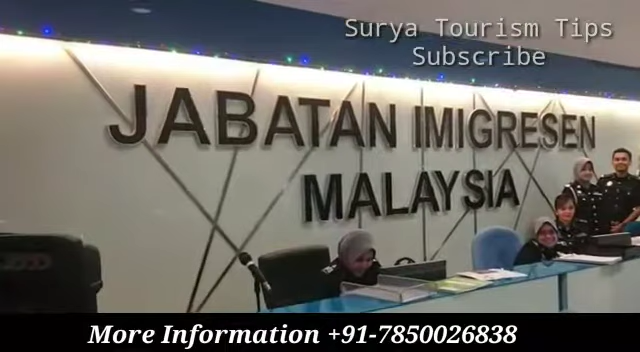 Surya Tourism Tips
Subscribe
JABATAN IMIGRESEN
MALAYSIA
More Information +91-7850026838